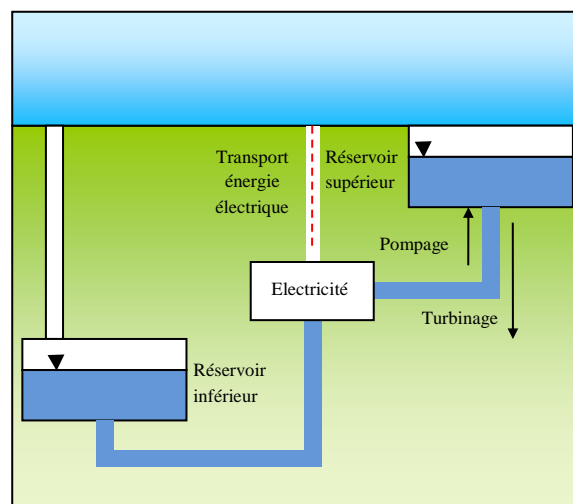 Transport
énergie
électrique
Réservoir
supérieur
Pompage
Electricité
Turbinage
Réservoir
inférieur